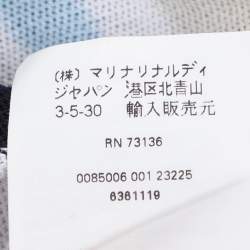 (株) マリナリナルディ
ジャパン 港区北青山
3-5-30 輸入販売元
RN 73136
0085006 001 23225
6361119